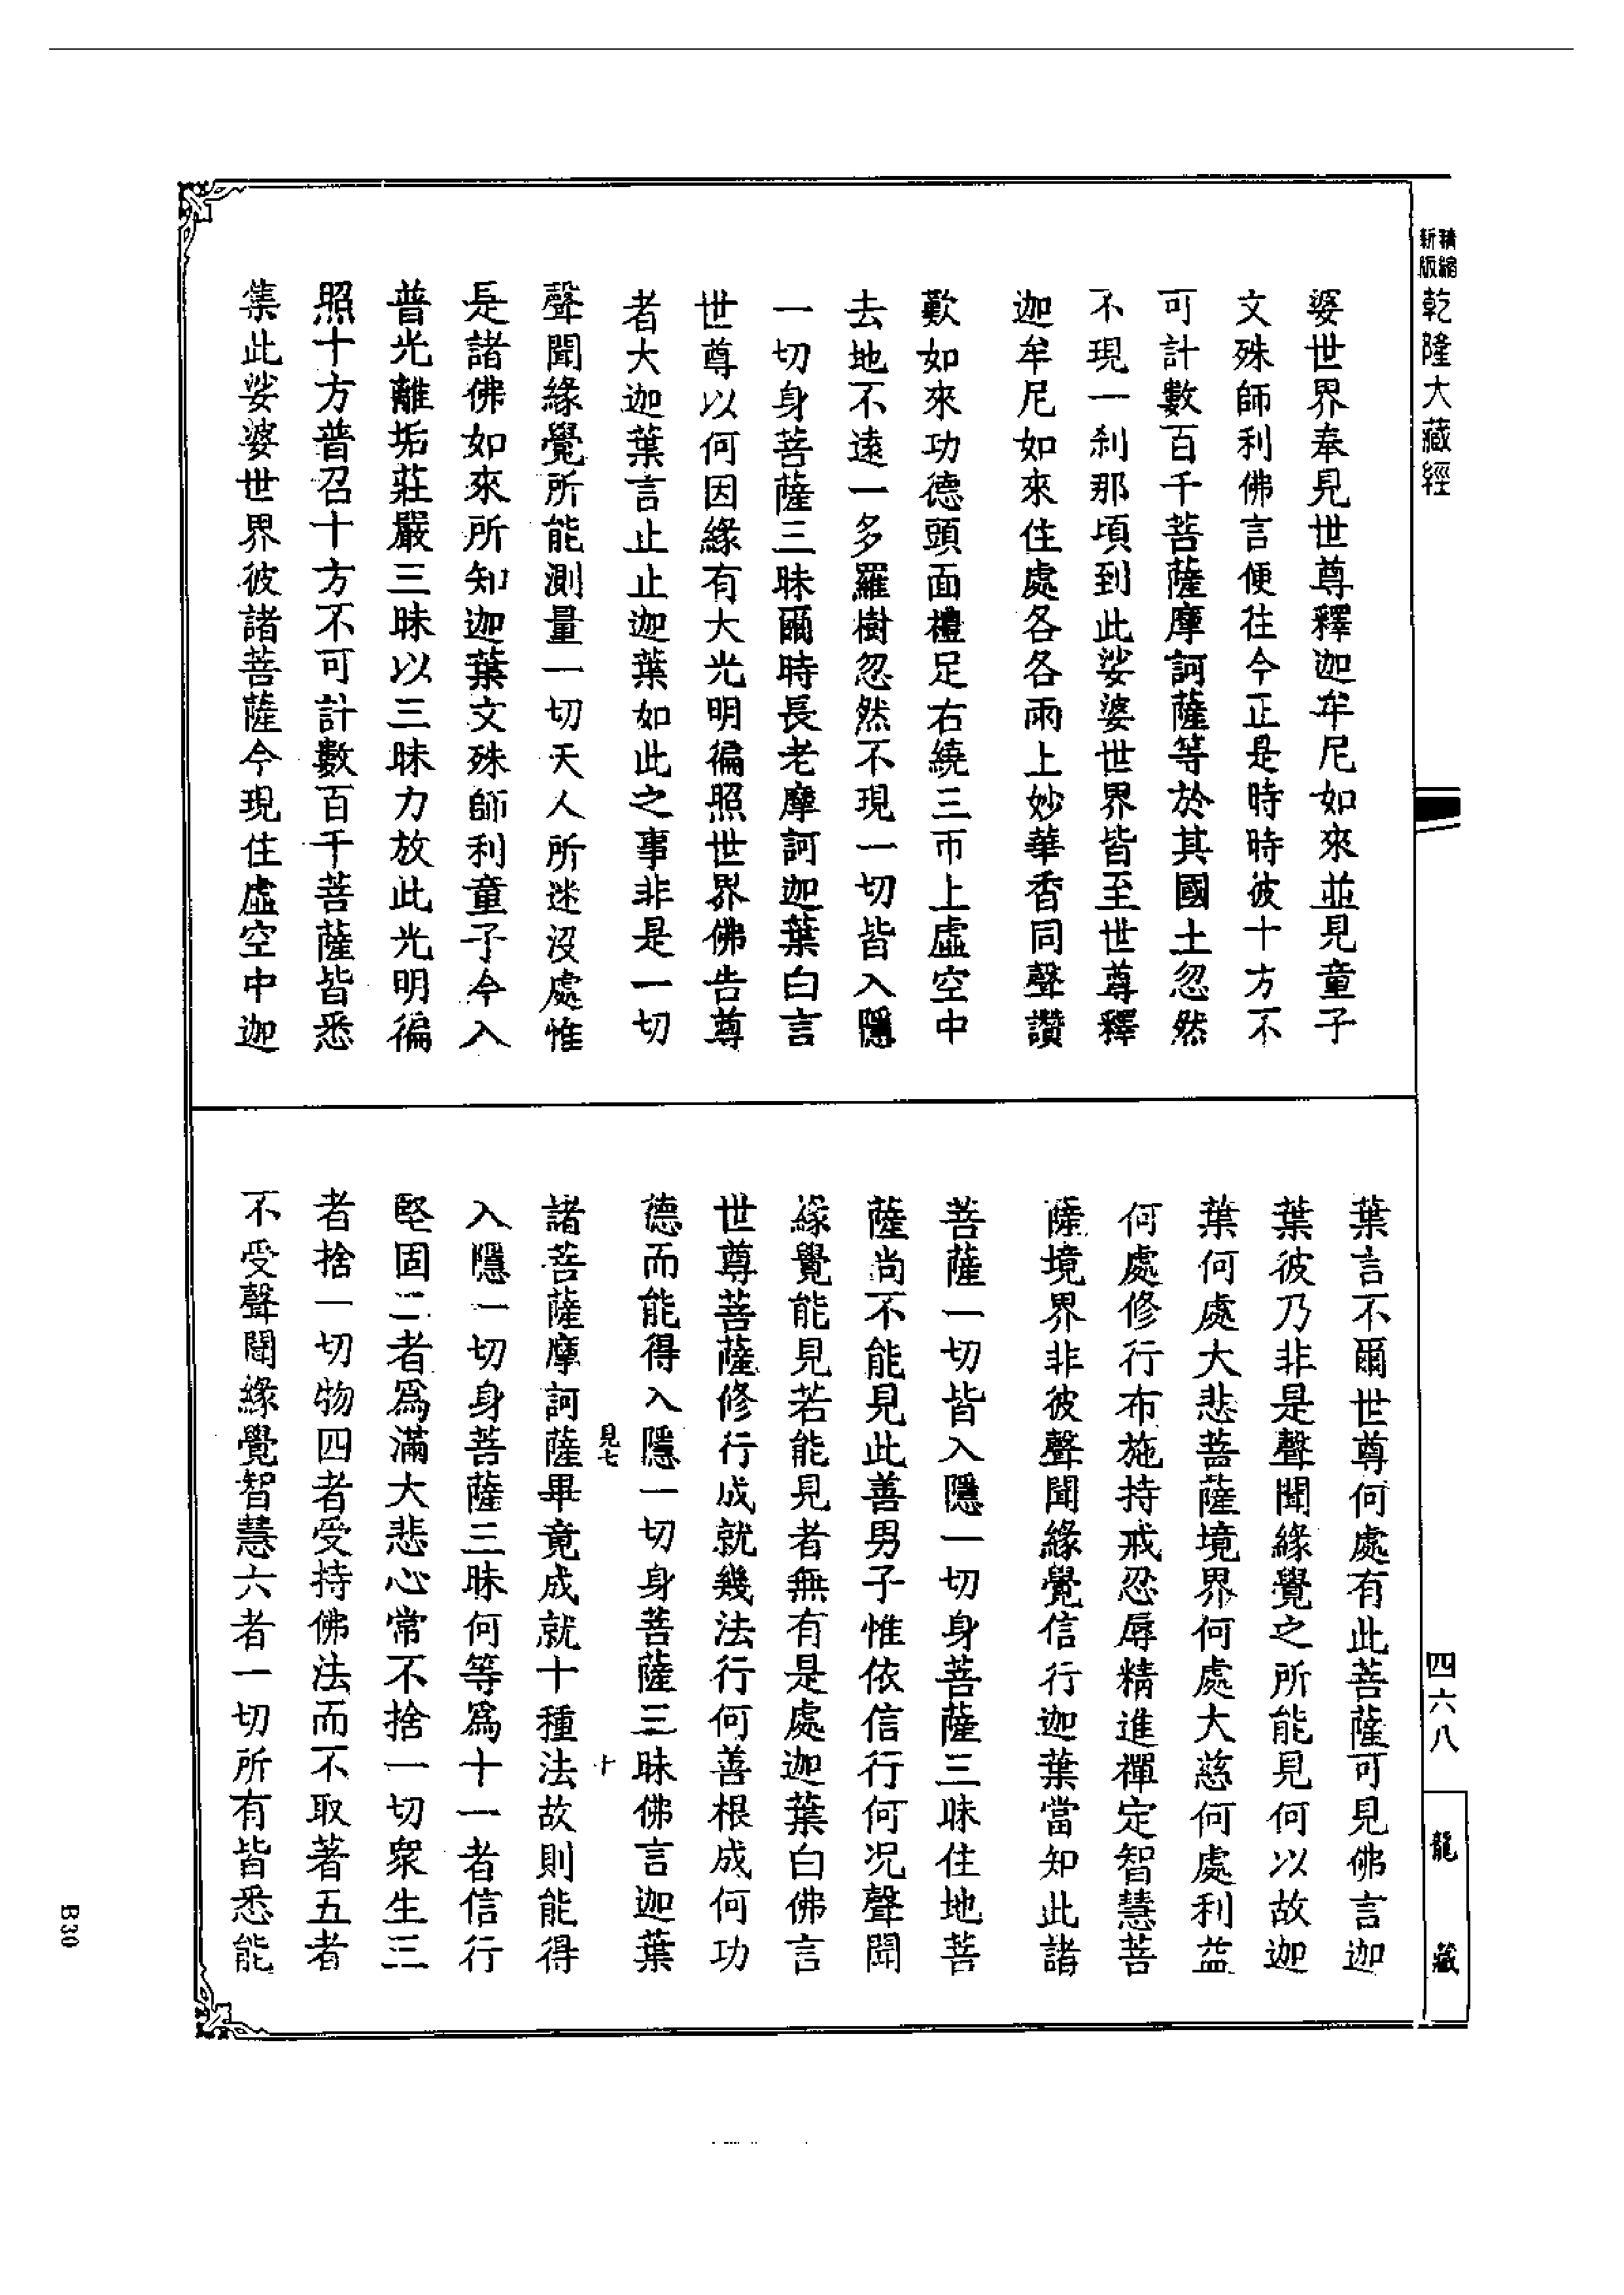 精縮
新版
乾隆大藏經
婆世界奉見世尊釋迦牟尼如來並見童子
文殊師利佛言便往今正是時時彼十方不
可計數百千菩薩摩訶薩等於其國土忽然
不現一剎那頃到此娑婆世界皆至世尊釋
迦牟尼如來住處各各雨上妙華香同聲讚
歎如來功德頭面禮足右繞三帀上虛空中
去地不遠一多羅樹忽然不現一切皆入隱
一切身菩薩三昧爾時長老摩訶迦葉白言
世尊以何因緣有大光明徧照世界佛告尊
者大迦葉言止止迦葉如此之事非是一切
聲聞緣覺所能測量一切天人所迷沒處惟
是諸佛如來所知迦葉文殊師利童子今入
普光離垢莊嚴三昧以三昧力放此光明徧
照十方普召十方不可計數百千菩薩皆悉
集此娑婆世界彼諸菩薩今現住虛空中迦
葉言不爾世尊何處有此菩薩可見佛言迦
葉彼乃非是聲聞緣覺之所能見何以故迦
葉何處大悲菩薩境界何處大慈何處利益
何處修行布施持戒忍辱精進禪定智慧菩
薩境界非彼聲聞緣覺信行迦葉當知此諸
菩薩一切皆入隱一切身菩薩三昧住地菩
薩尚不能見此善男子惟依信行何况聲聞
緣覺能見若能見者無有是處迦葉白佛言
世尊菩薩修行成就幾法行何善根成何功
德而能得入隱一切身菩薩三昧佛言迦葉
見七
十
諸菩薩摩訶薩畢竟成就十種法故則能得
入隱一切身菩薩三昧何等爲十一者信行
堅固二者爲滿大悲心常不捨一切衆生三
者捨一切物四者受持佛法而不取著五者
不受聲聞緣覺智慧六者一切所有皆悉能
四六八
龍藏
B30